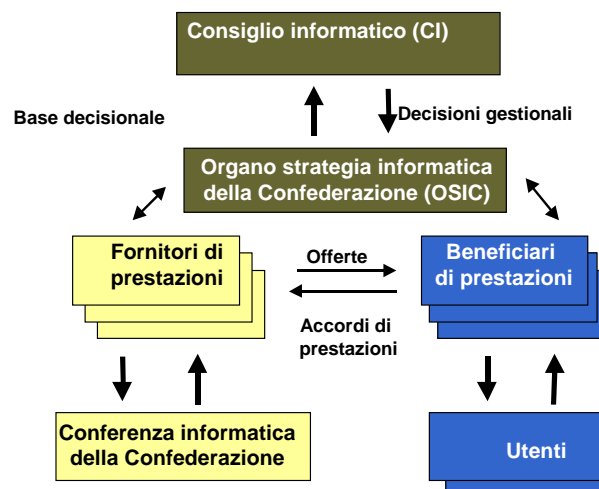 Consiglio informatico (CI)
Base decisionale
Decisioni gestionali
Organo strategia informatica
della Confederazione (OSIC)
Fornitori di
prestazioni
Offerte
Beneficiari
di prestazioni
Accordi di
prestazioni
Conferenza informatica
della Confederazione
Utenti